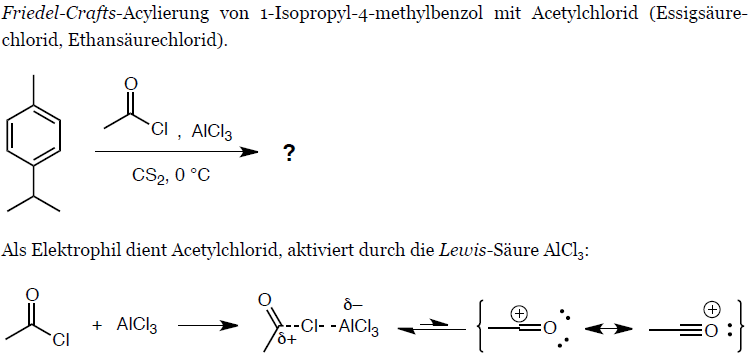 Friedel-Crafts-Acylierung von 1-Isopropyl-4-methylbenzol mit Acetylchlorid (Essigsäure-
chlorid, Ethansäurechlorid).
O
Cl , AlCl₃
?
CS₂, 0 °C
Als Elektrophil dient Acetylchlorid, aktiviert durch die Lewis-Säure AlCl₃:
O
Cl
+ AlCl₃
O
δ+
Cl
δ–
AlCl₃
+
O
+
O